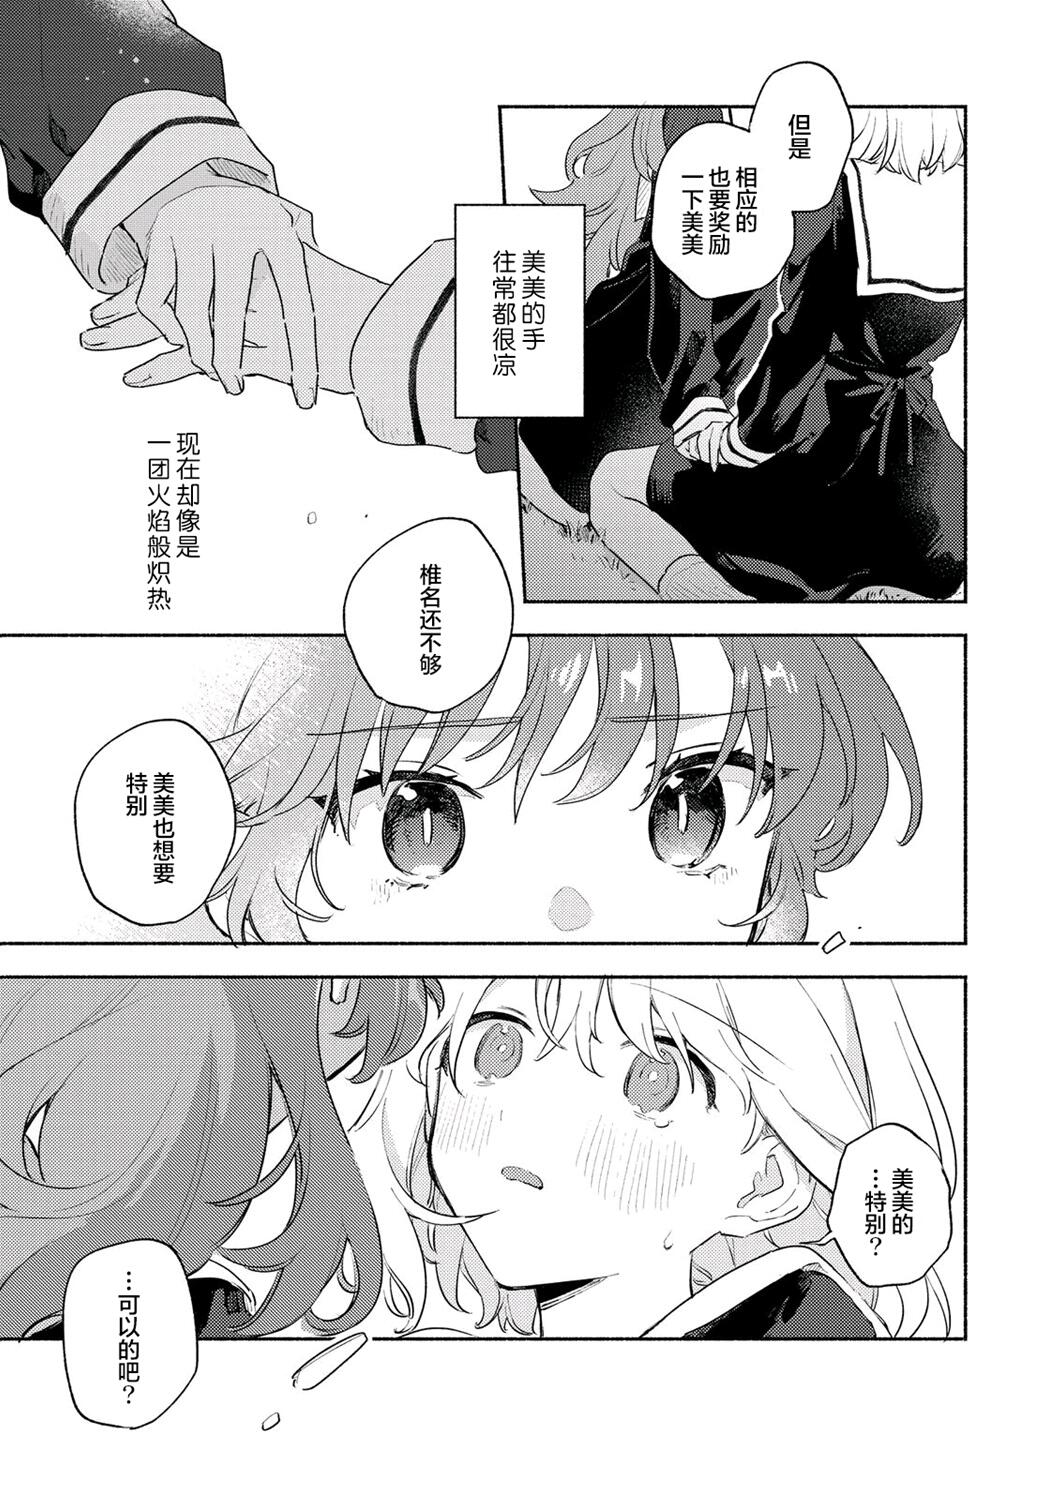 但是
相应的
也要奖励
一下美美
美美的手
往常都很凉
现在却像是
一团火焰般炽热
椎名还不够
美美也想要
特别
美美的
…特别?
…可以的吧?